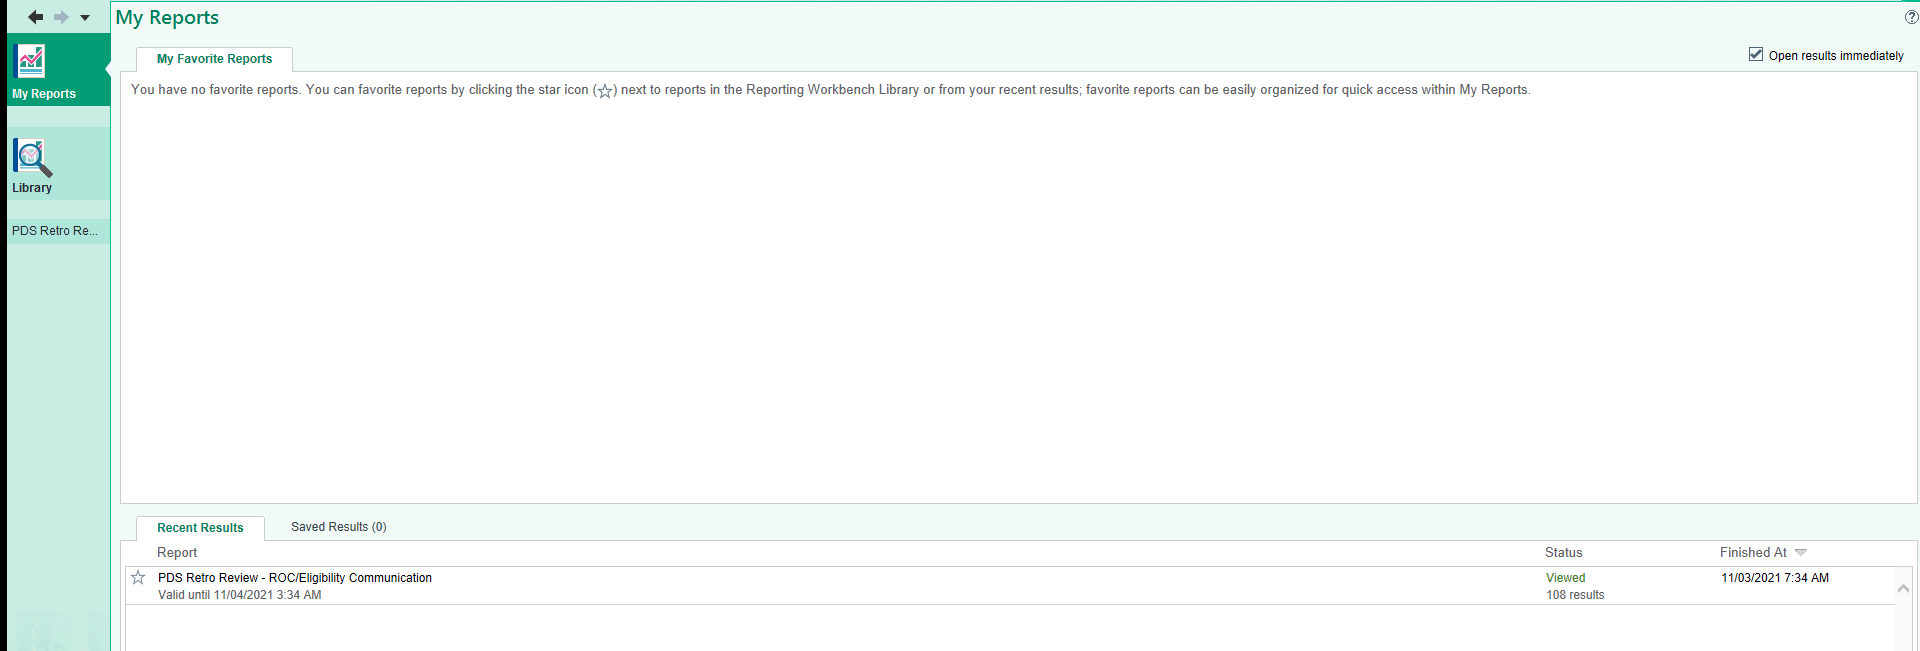 My Reports
My Favorite Reports
Open results immediately
You have no favorite reports. You can favorite reports by clicking the star icon (☆) next to reports in the Reporting Workbench Library or from your recent results; favorite reports can be easily organized for quick access within My Reports.
My Reports
Library
PDS Retro Re...
Recent Results
Saved Results (0)
Report
Status
Finished At
PDS Retro Review - ROC/Eligibility Communication
Viewed
11/03/2021 7:34 AM
Valid until 11/04/2021 3:34 AM
108 results